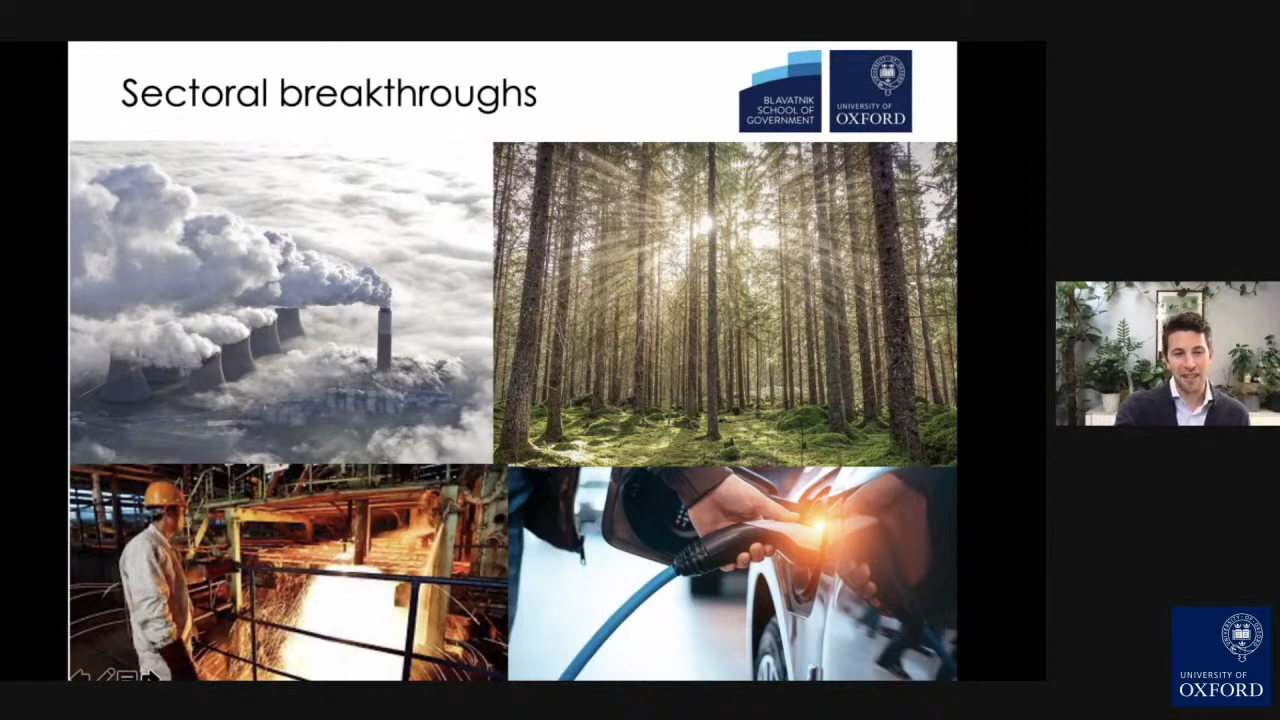 Sectoral breakthroughs
BLAVATNIK
SCHOOL OF
GOVERNMENT
UNIVERSITY OF
OXFORD
UNIVERSITY OF
OXFORD